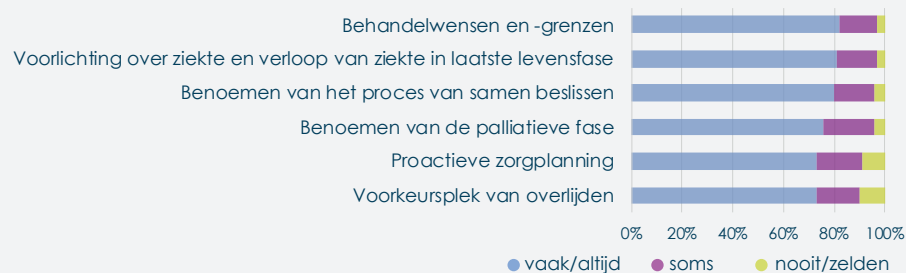 Behandelwensen en -grenzen
Voorlichting over ziekte en verloop van ziekte in laatste levensfase
Benoemen van het proces van samen beslissen
Benoemen van de palliatieve fase
Proactieve zorgplanning
Voorkeursplek van overlijden
0% 20% 40% 60% 80% 100%
vaak/altijd soms nooit/zelden